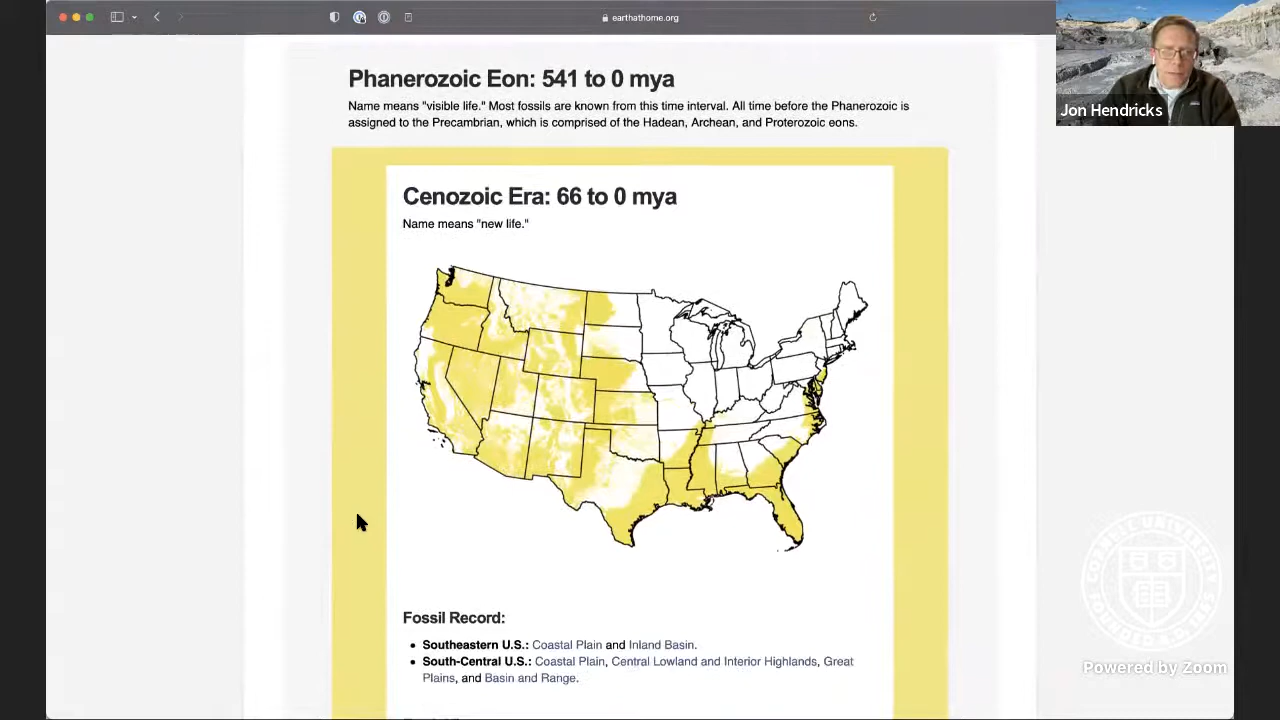 earthathome.org
Jon Hendricks
Phanerozoic Eon: 541 to 0 mya
Name means "visible life." Most fossils are known from this time interval. All time before the Phanerozoic is
assigned to the Precambrian, which is comprised of the Hadean, Archean, and Proterozoic eons.
Cenozoic Era: 66 to 0 mya
Name means "new life."
Fossil Record:
• Southeastern U.S.: Coastal Plain and Inland Basin.
• South-Central U.S.: Coastal Plain, Central Lowland and Interior Highlands, Great
Plains, and Basin and Range.
CORNELL UNIVERSITY
Powered by Zoom